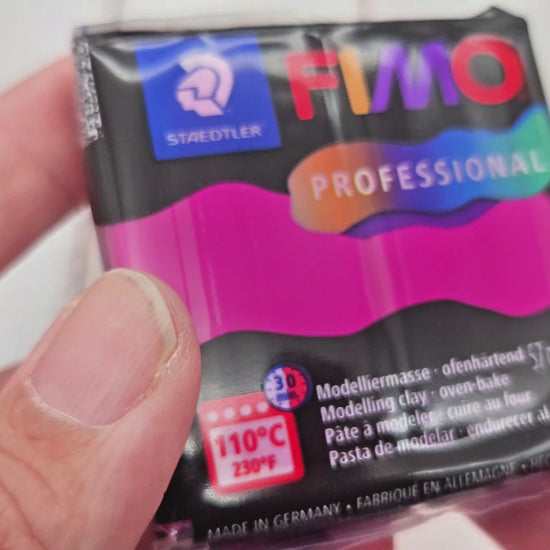 STAEDTLER
FIMO
PROFESSIONAL
30
min.
110°C
230°F
Modelliermasse · ofenhärtend
Modelling clay · oven-bake
Pâte à modeler · cuire au four
Pasta de modelar · endurecer al
MADE IN GERMANY • FABRIQUÉ EN ALLEMAGNE •